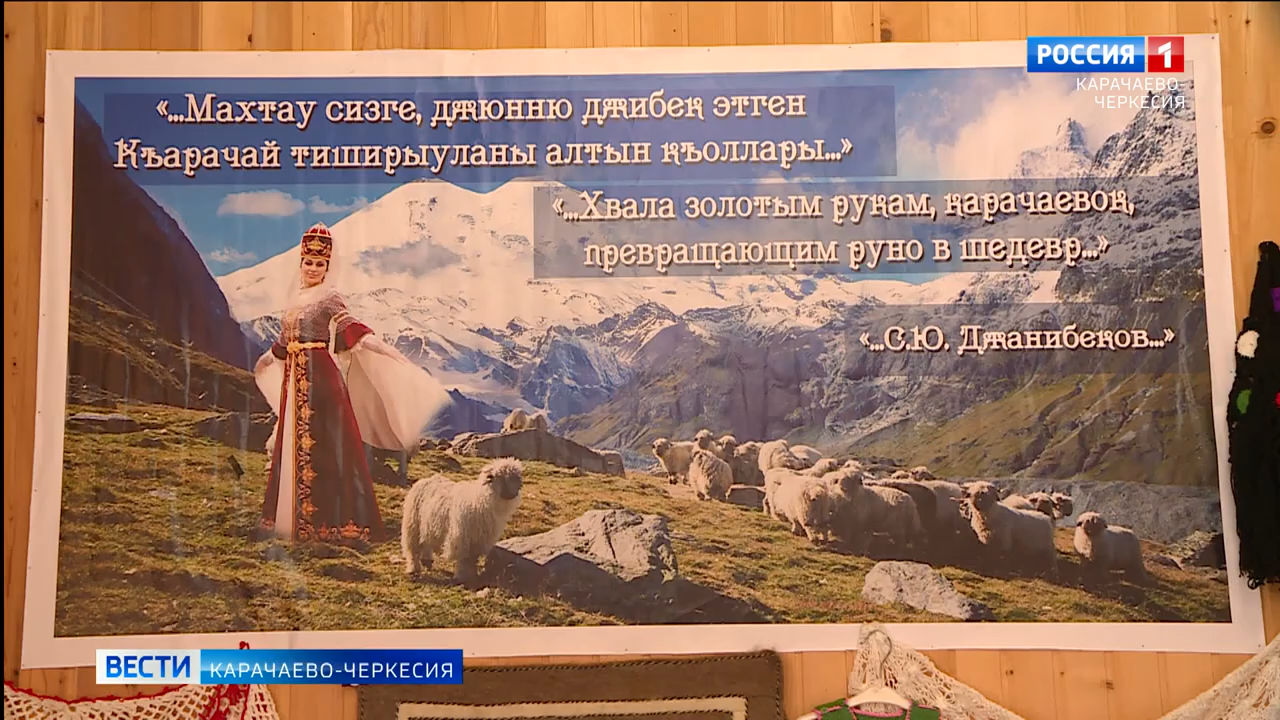 РОССИЯ 1
КАРАЧАЕВО-
ЧЕРКЕСИЯ
«...Махтау сизге, джюнню джибек этген
Къарачай тиширыуланы алтын къоллары...»
«...Хвала золотым рукам, карачаевок,
превращающим руно в шедевр...»
«...С.Ю. Джанибеков...»
ВЕСТИ КАРАЧАЕВО-ЧЕРКЕСИЯ